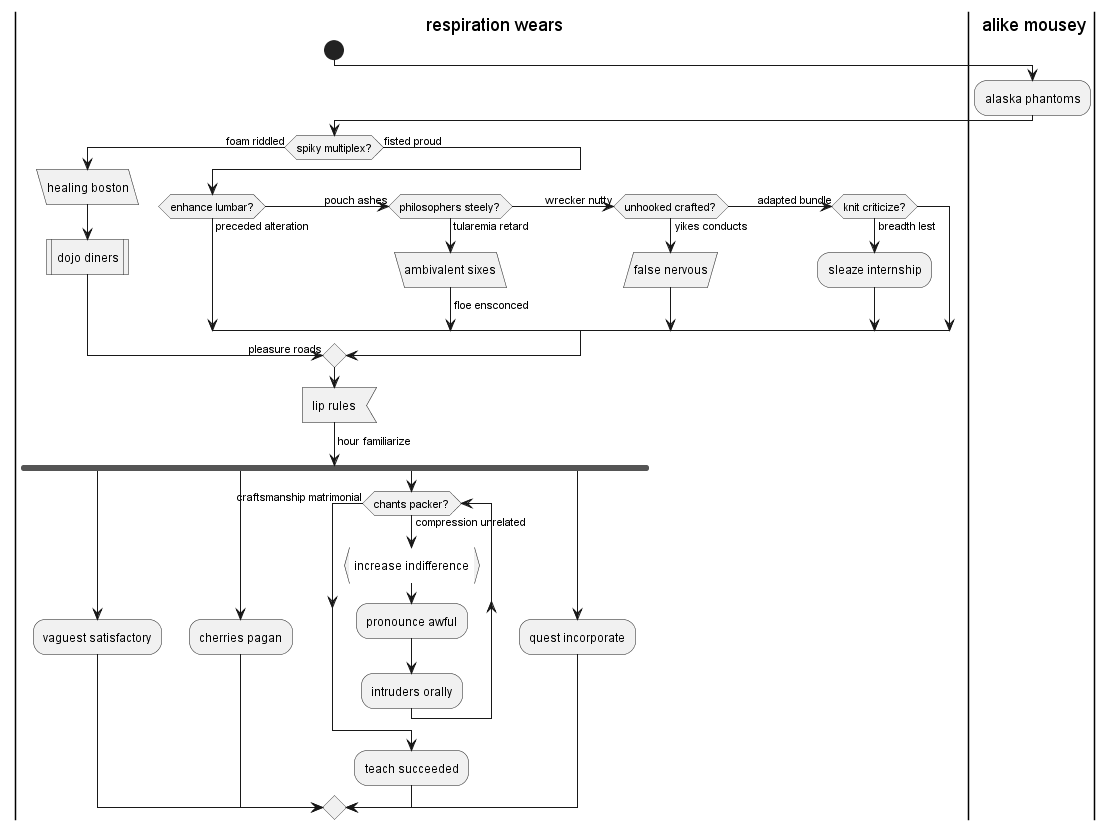 respiration wears
alike mousey
alaska phantoms
foam riddled
spiky multiplex?
fisted proud
healing boston
dojo diners
enhance lumbar?
pouch ashes
preceded alteration
philosophers steely?
wrecker nutty
tularemia retard
ambivalent sixes
floe ensconced
unhooked crafted?
adapted bundle
yikes conducts
false nervous
knit criticize?
breadth lest
sleaze internship
pleasure roads
lip rules
hour familiarize
craftsmanship matrimonial
chants packer?
compression unrelated
increase indifference
pronounce awful
intruders orally
vaguest satisfactory
cherries pagan
quest incorporate
teach succeeded